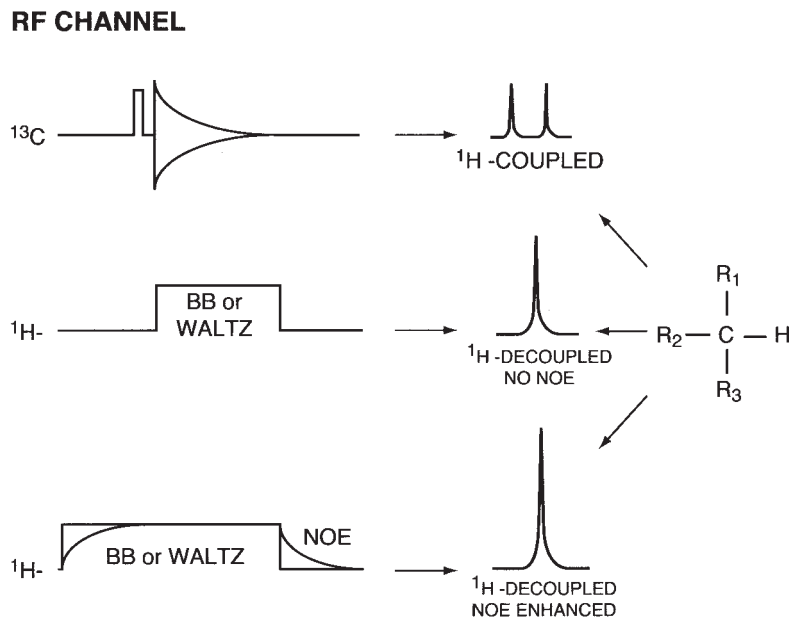 RF CHANNEL
¹³C
¹H -COUPLED
¹H-
BB or
WALTZ
¹H -DECOUPLED
NO NOE
R₁
R₂ C H
R₃
¹H-
BB or WALTZ
NOE
¹H -DECOUPLED
NOE ENHANCED